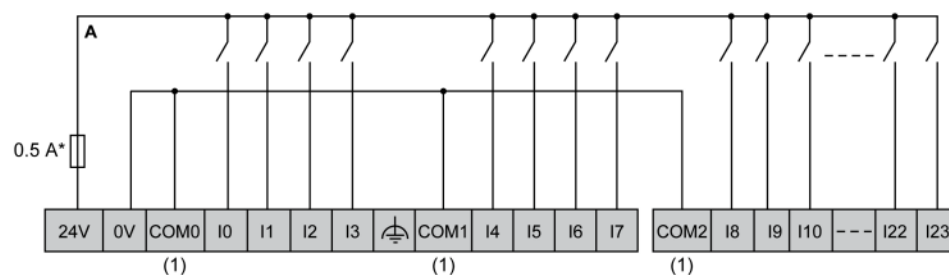 A
0.5 A*
24V 0V COM0 I0 I1 I2 I3 COM1 I4 I5 I6 I7 COM2 I8 I9 I10 I22 I23
(1) (1) (1)